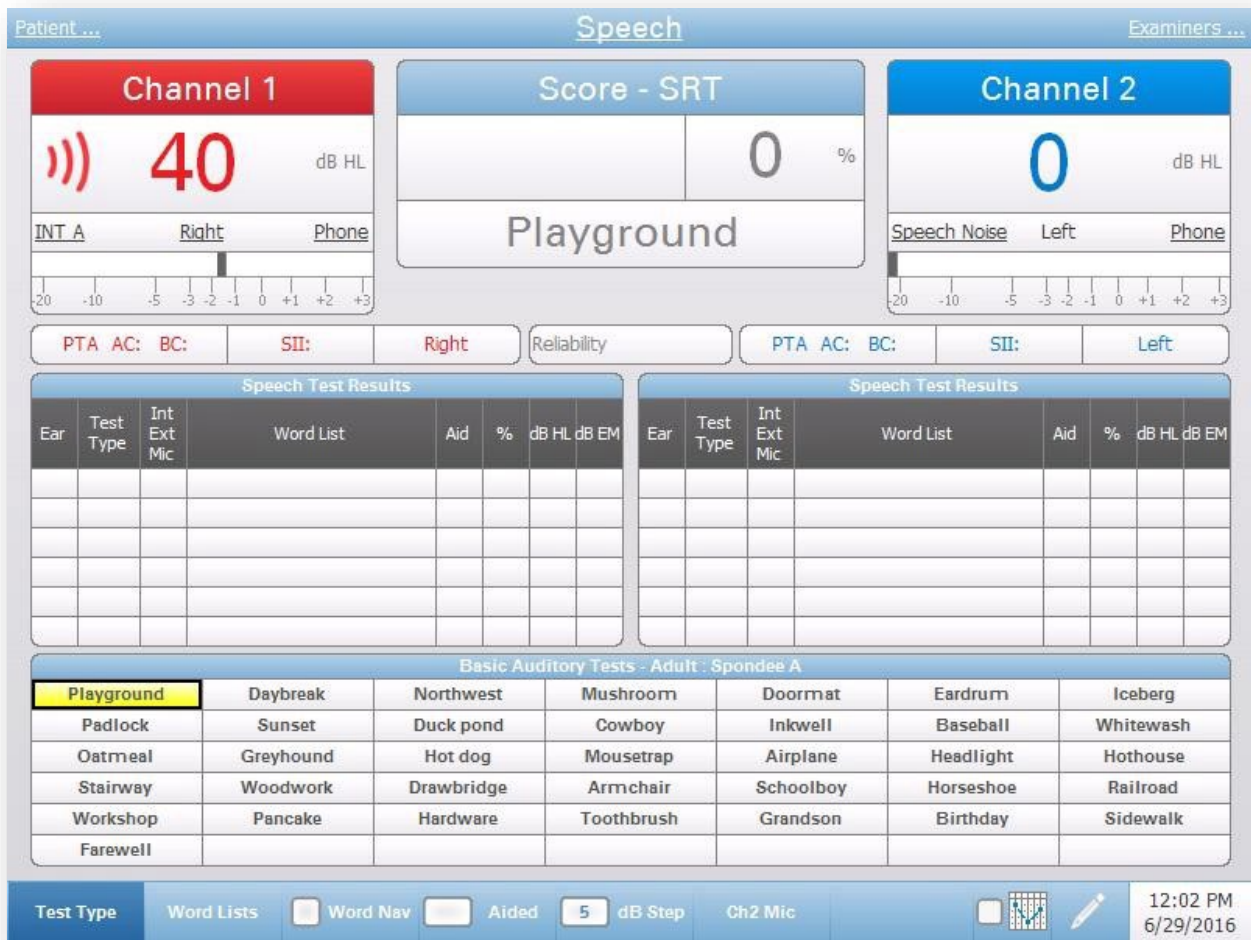 Patient ... Speech Examiners ...
Channel 1 Score - SRT Channel 2
40 dB HL 0 % 0 dB HL
INT A Right Phone Playground Speech Noise Left Phone
-20 -10 -5 -3 -2 -1 0 +1 +2 +3 -20 -10 -5 -3 -2 -1 0 +1 +2 +3
PTA AC: BC: SII: Right Reliability PTA AC: BC: SII: Left
Speech Test Results Speech Test Results
Ear Test Type Int Ext Mic Word List Aid % dB HL dB EM Ear Test Type Int Ext Mic Word List Aid % dB HL dB EM
Basic Auditory Tests - Adult : Spondee A
Playground Daybreak Northwest Mushroom Doormat Eardrum Iceberg
Padlock Sunset Duck pond Cowboy Inkwell Baseball Whitewash
Oatmeal Greyhound Hot dog Mousetrap Airplane Headlight Hothouse
Stairway Woodwork Drawbridge Armchair Schoolboy Horseshoe Railroad
Workshop Pancake Hardware Toothbrush Grandson Birthday Sidewalk
Farewell
Test Type Word Lists Word Nav Aided 5 dB Step Ch2 Mic 12:02 PM
6/29/2016